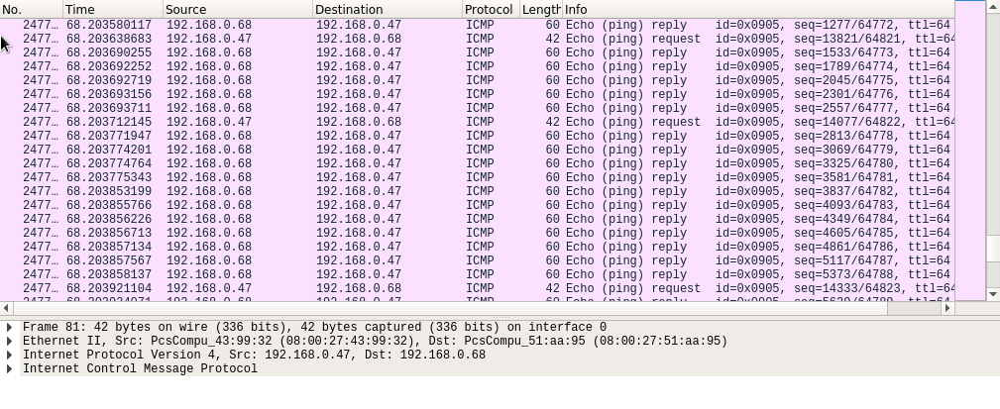 No. Time Source Destination Protocol Length Info
2477… 68.203580117 192.168.0.68 192.168.0.47 ICMP 60 Echo (ping) reply id=0x0905, seq=1277/64772, ttl=64
2477… 68.203638683 192.168.0.47 192.168.0.68 ICMP 42 Echo (ping) request id=0x0905, seq=13821/64821, ttl=64
2477… 68.203690255 192.168.0.68 192.168.0.47 ICMP 60 Echo (ping) reply id=0x0905, seq=1533/64773, ttl=64
2477… 68.203692252 192.168.0.68 192.168.0.47 ICMP 60 Echo (ping) reply id=0x0905, seq=1789/64774, ttl=64
2477… 68.203692719 192.168.0.68 192.168.0.47 ICMP 60 Echo (ping) reply id=0x0905, seq=2045/64775, ttl=64
2477… 68.203693156 192.168.0.68 192.168.0.47 ICMP 60 Echo (ping) reply id=0x0905, seq=2301/64776, ttl=64
2477… 68.203693711 192.168.0.68 192.168.0.47 ICMP 60 Echo (ping) reply id=0x0905, seq=2557/64777, ttl=64
2477… 68.203712145 192.168.0.47 192.168.0.68 ICMP 42 Echo (ping) request id=0x0905, seq=14077/64822, ttl=64
2477… 68.203771947 192.168.0.68 192.168.0.47 ICMP 60 Echo (ping) reply id=0x0905, seq=2813/64778, ttl=64
2477… 68.203774201 192.168.0.68 192.168.0.47 ICMP 60 Echo (ping) reply id=0x0905, seq=3069/64779, ttl=64
2477… 68.203774764 192.168.0.68 192.168.0.47 ICMP 60 Echo (ping) reply id=0x0905, seq=3325/64780, ttl=64
2477… 68.203775343 192.168.0.68 192.168.0.47 ICMP 60 Echo (ping) reply id=0x0905, seq=3581/64781, ttl=64
2477… 68.203853199 192.168.0.68 192.168.0.47 ICMP 60 Echo (ping) reply id=0x0905, seq=3837/64782, ttl=64
2477… 68.203855766 192.168.0.68 192.168.0.47 ICMP 60 Echo (ping) reply id=0x0905, seq=4093/64783, ttl=64
2477… 68.203856226 192.168.0.68 192.168.0.47 ICMP 60 Echo (ping) reply id=0x0905, seq=4349/64784, ttl=64
2477… 68.203856713 192.168.0.68 192.168.0.47 ICMP 60 Echo (ping) reply id=0x0905, seq=4605/64785, ttl=64
2477… 68.203857134 192.168.0.68 192.168.0.47 ICMP 60 Echo (ping) reply id=0x0905, seq=4861/64786, ttl=64
2477… 68.203857567 192.168.0.68 192.168.0.47 ICMP 60 Echo (ping) reply id=0x0905, seq=5117/64787, ttl=64
2477… 68.203858137 192.168.0.68 192.168.0.47 ICMP 60 Echo (ping) reply id=0x0905, seq=5373/64788, ttl=64
2477… 68.203921104 192.168.0.47 192.168.0.68 ICMP 42 Echo (ping) request id=0x0905, seq=14333/64823, ttl=64
Frame 81: 42 bytes on wire (336 bits), 42 bytes captured (336 bits) on interface 0
Ethernet II, Src: PcsCompu_43:99:32 (08:00:27:43:99:32), Dst: PcsCompu_51:aa:95 (08:00:27:51:aa:95)
Internet Protocol Version 4, Src: 192.168.0.47, Dst: 192.168.0.68
Internet Control Message Protocol